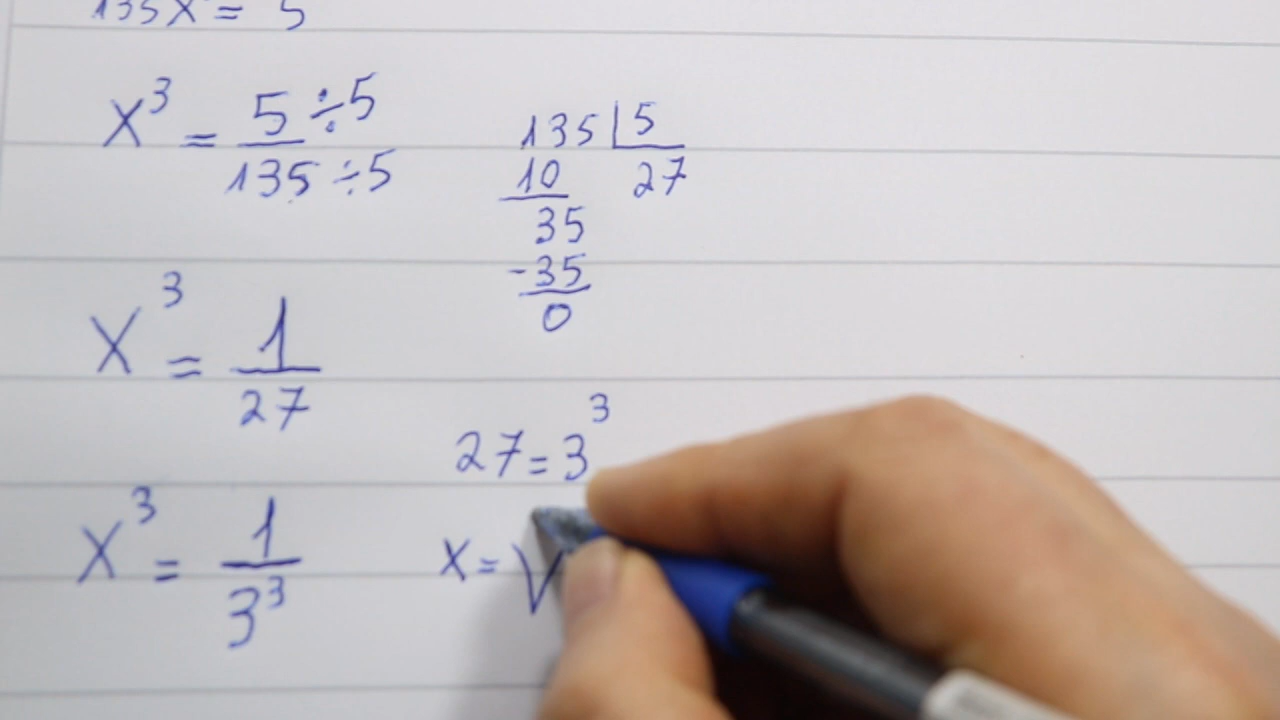 135X = 5
X³ = 5 ÷5 / 135 ÷5
135 | 5
10 27
35
-35
0
X³ = 1 / 27
27 = 3³
X³ = 1 / 3³
X = √